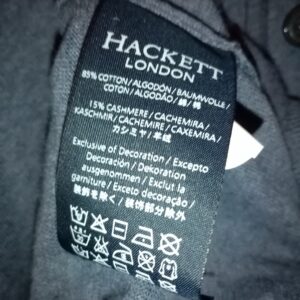 HACKETT
LONDON
85% COTTON / ALGODÓN / BAUMWOLLE /
COTON / ALGODÃO / 綿 / 棉
15% CASHMERE / CACHEMIRA /
KASCHMIR / CACHEMIRE / CAXEMIRA /
カシミヤ / 羊绒
Exclusive of Decoration / Excepto
Decoración / Dekoration
ausgenommen / Exclut la
garniture / Exceto decoração /
装飾を除く / 装饰部分除外